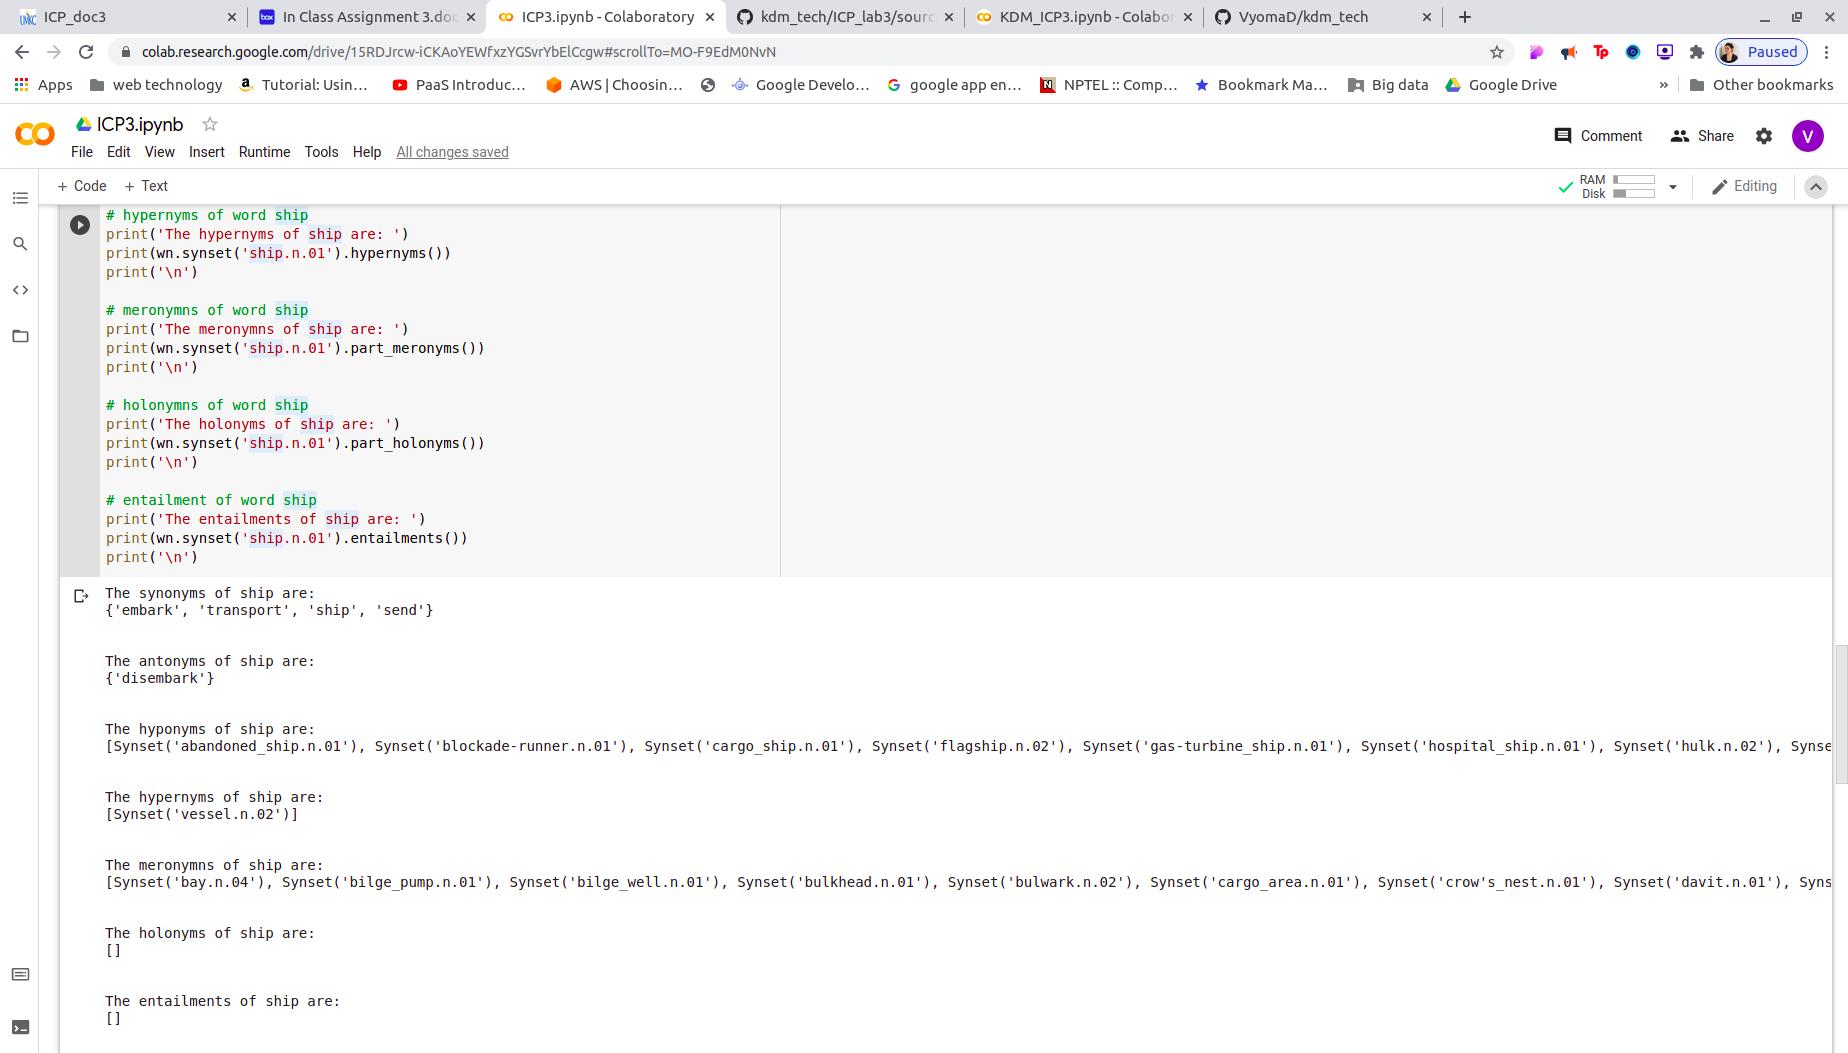 ICP_doc3
In Class Assignment 3.doc
ICP3.ipynb - Colaboratory
kdm_tech/ICP_lab3/sourc
KDM_ICP3.ipynb - Colabor
VyomaD/kdm_tech
colab.research.google.com/drive/15RDJrcw-iCKAoYEWfxzYGSvrYbElCcgw#scrollTo=MO-F9EdM0NvN
Tp
Paused
Apps
web technology
Tutorial: Usin...
PaaS Introduc...
AWS | Choosin...
Google Develo...
google app en...
NPTEL :: Comp...
Bookmark Ma...
Big data
Google Drive
»
Other bookmarks
ICP3.ipynb
File Edit View Insert Runtime Tools Help All changes saved
Comment
Share
V
+ Code + Text
RAM
Disk
Editing
# hypernyms of word ship
print('The hypernyms of ship are: ')
print(wn.synset('ship.n.01').hypernyms())
print('\n')
# meronymns of word ship
print('The meronymns of ship are: ')
print(wn.synset('ship.n.01').part_meronyms())
print('\n')
# holonymns of word ship
print('The holonyms of ship are: ')
print(wn.synset('ship.n.01').part_holonyms())
print('\n')
# entailment of word ship
print('The entailments of ship are: ')
print(wn.synset('ship.n.01').entailments())
print('\n')
The synonyms of ship are:
{'embark', 'transport', 'ship', 'send'}
The antonyms of ship are:
{'disembark'}
The hyponyms of ship are:
[Synset('abandoned_ship.n.01'), Synset('blockade-runner.n.01'), Synset('cargo_ship.n.01'), Synset('flagship.n.02'), Synset('gas-turbine_ship.n.01'), Synset('hospital_ship.n.01'), Synset('hulk.n.02'), Synse
The hypernyms of ship are:
[Synset('vessel.n.02')]
The meronymns of ship are:
[Synset('bay.n.04'), Synset('bilge_pump.n.01'), Synset('bilge_well.n.01'), Synset('bulkhead.n.01'), Synset('bulwark.n.02'), Synset('cargo_area.n.01'), Synset('crow's_nest.n.01'), Synset('davit.n.01'), Syns
The holonyms of ship are:
[]
The entailments of ship are:
[]